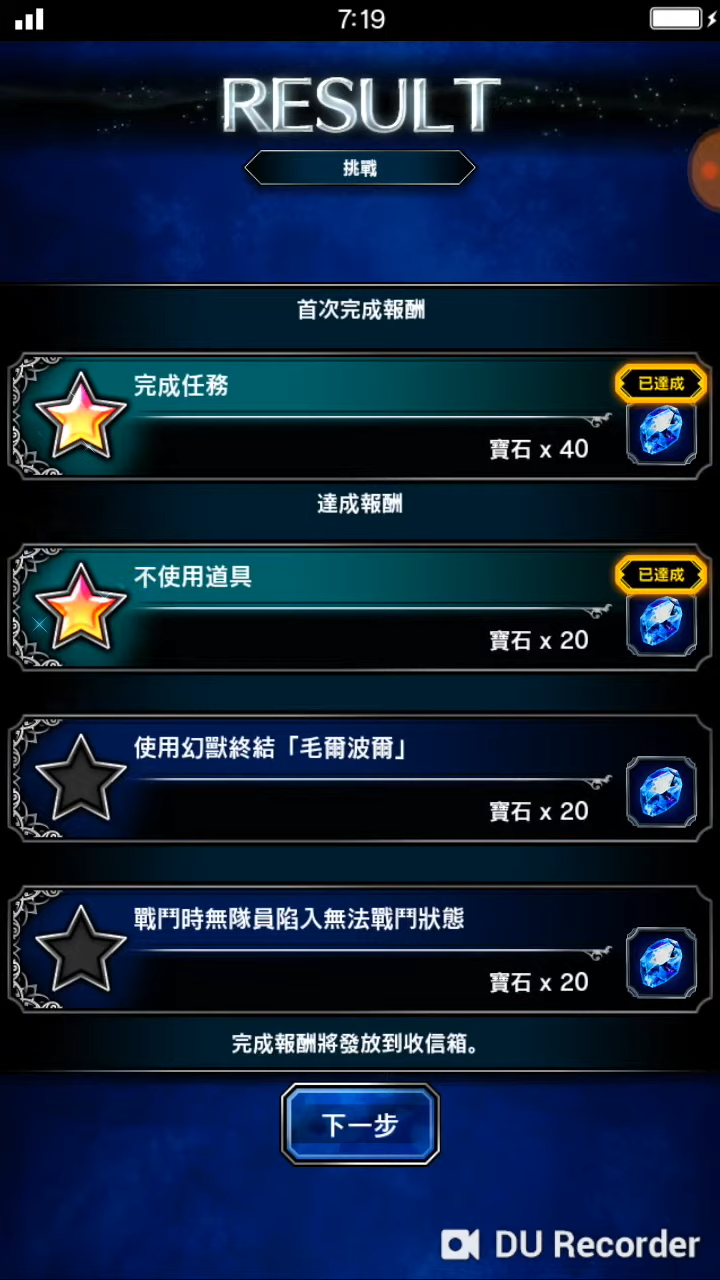 7:19
RESULT
挑戰
首次完成報酬
完成任務
已達成
寶石 x 40
達成報酬
不使用道具
已達成
寶石 x 20
使用幻獸終結「毛爾波爾」
寶石 x 20
戰鬥時無隊員陷入無法戰鬥狀態
寶石 x 20
完成報酬將發放到收信箱。
下一步
DU Recorder